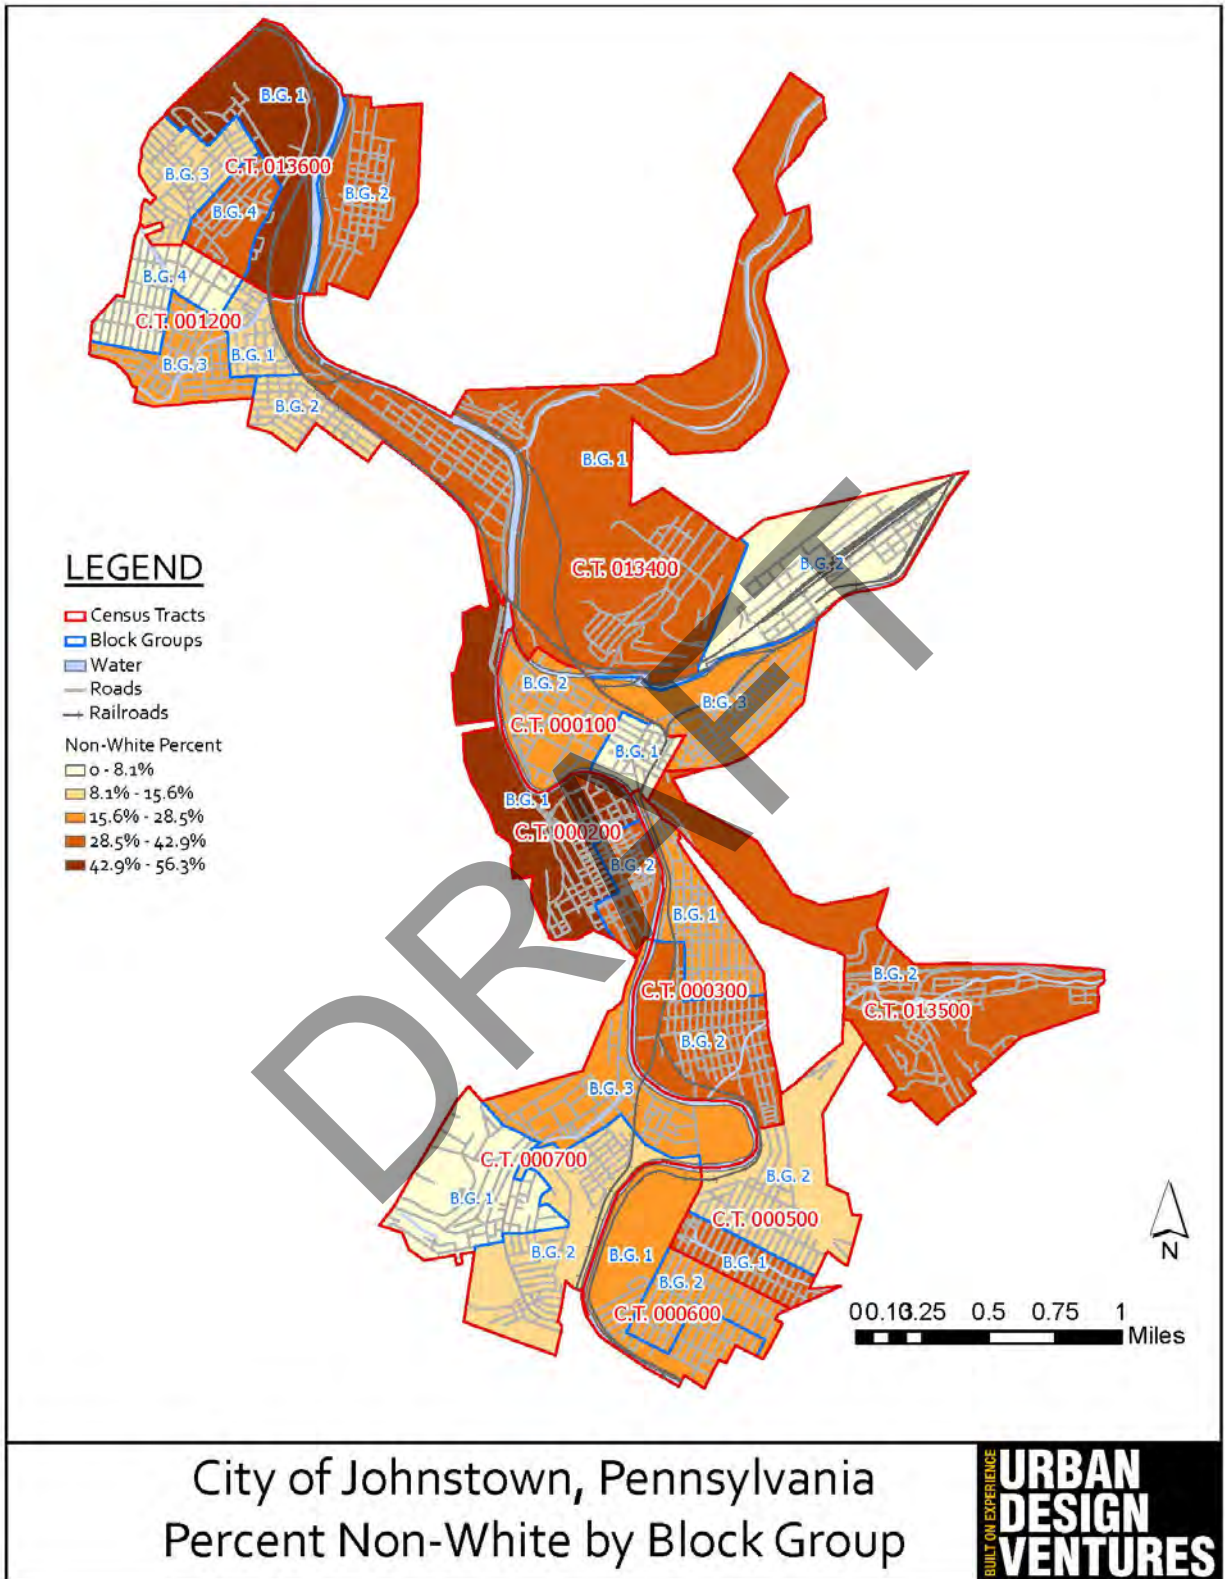 B.G. 1
C.T. 013600
B.G. 3
B.G. 2
B.G. 4
B.G. 4
C.T. 001200
B.G. 1
B.G. 3
B.G. 2
B.G. 1
B.G. 2
C.T. 013400
LEGEND
Census Tracts
Block Groups
Water
Roads
Railroads
Non-White Percent
0 - 8.1%
8.1% - 15.6%
15.6% - 28.5%
28.5% - 42.9%
42.9% - 56.3%
B.G. 2
B.G. 3
C.T. 000100
B.G. 1
B.G. 1
C.T. 000200
B.G. 2
B.G. 1
B.G. 2
C.T. 000300
C.T. 013500
B.G. 2
B.G. 3
C.T. 000700
B.G. 2
B.G. 1
C.T. 000500
B.G. 2
B.G. 1
B.G. 1
B.G. 2
C.T. 000600
DRAFT
N
0 0.13 0.25 0.5 0.75 1
Miles
City of Johnstown, Pennsylvania
Percent Non-White by Block Group
BUILT ON EXPERIENCE
URBAN
DESIGN
VENTURES